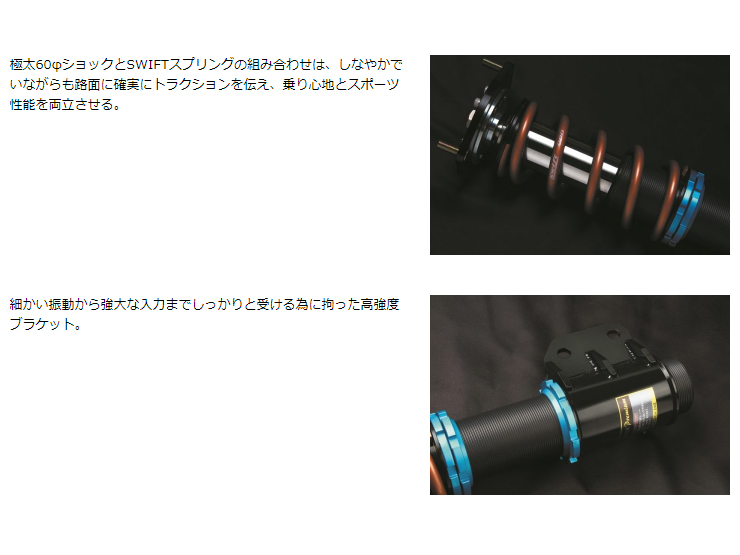 極太60φショックとSWIFTスプリングの組み合わせは、しなやかで
いながらも路面に確実にトラクションを伝え、乗り心地とスポーツ
性能を両立させる。
細かい振動から強大な入力までしっかりと受ける為に拘った高強度
ブラケット。
Premium